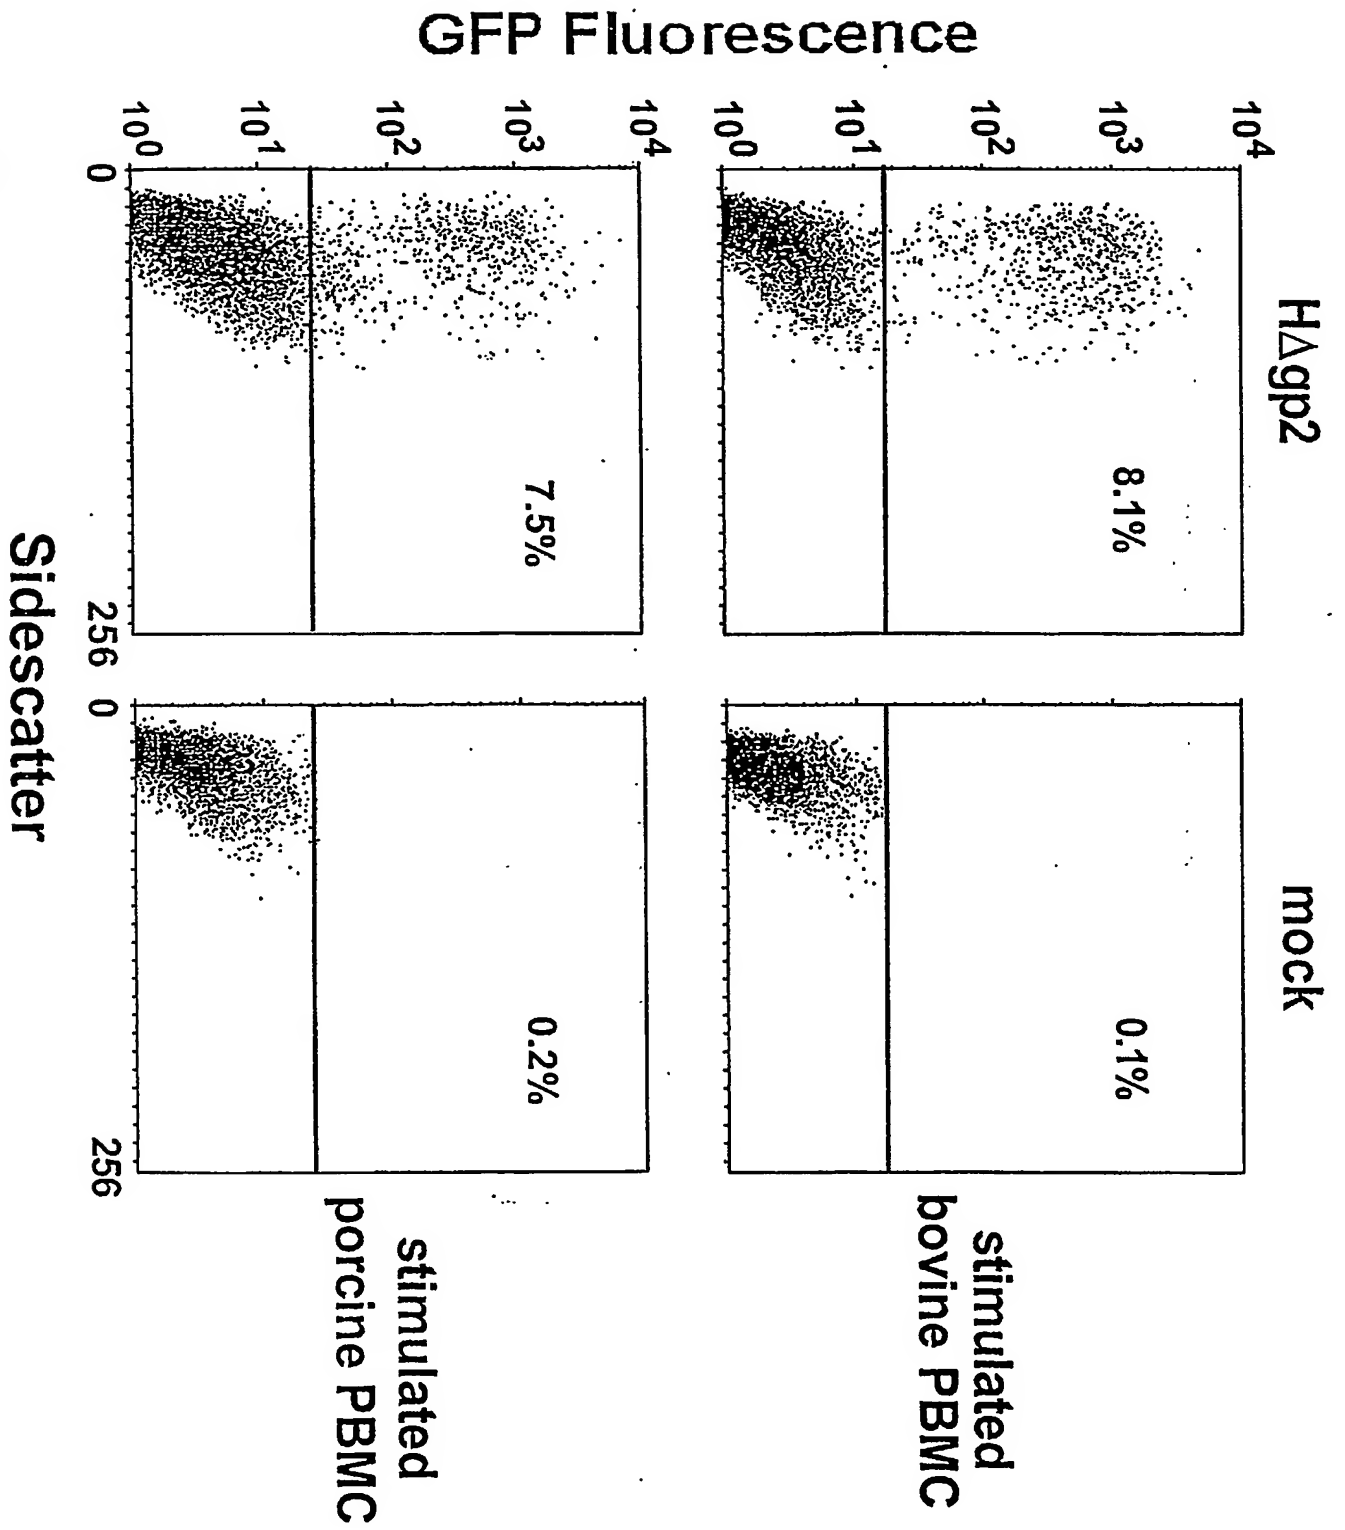 HΔgp2
mock
GFP Fluorescence
10⁴
10³
10²
10¹
10⁰
8.1%
0.1%
stimulated
bovine PBMC
10⁴
10³
10²
10¹
10⁰
7.5%
0.2%
stimulated
porcine PBMC
0
256
0
256
Sidescatter